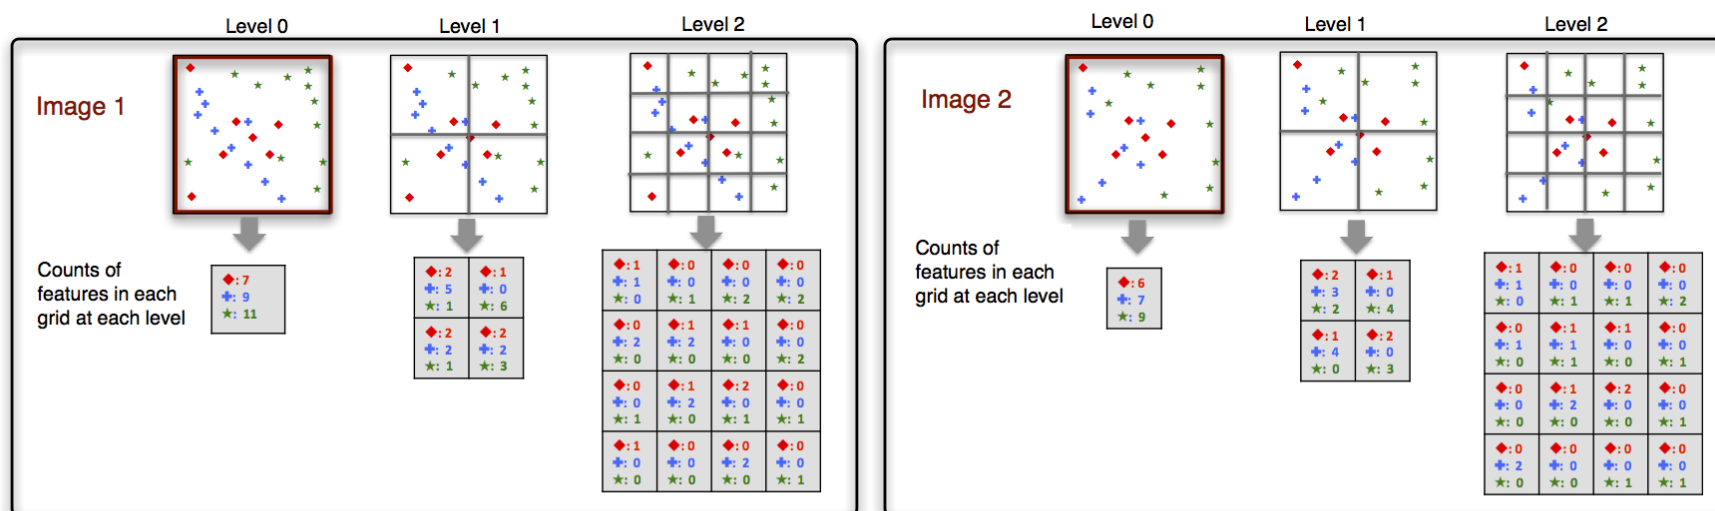 Level 0 Level 1 Level 2
Image 1
Counts of
features in each
grid at each level
◆: 7
✚: 9
★: 11
◆: 2 ◆: 1
✚: 5 ✚: 0
★: 1 ★: 6
◆: 2 ◆: 2
✚: 2 ✚: 2
★: 1 ★: 3
◆: 1 ◆: 0 ◆: 0 ◆: 0
✚: 1 ✚: 0 ✚: 0 ✚: 0
★: 0 ★: 1 ★: 2 ★: 2
◆: 0 ◆: 1 ◆: 1 ◆: 0
✚: 2 ✚: 2 ✚: 0 ✚: 0
★: 0 ★: 0 ★: 0 ★: 2
◆: 0 ◆: 1 ◆: 2 ◆: 0
✚: 0 ✚: 2 ✚: 0 ✚: 0
★: 1 ★: 0 ★: 1 ★: 1
◆: 1 ◆: 0 ◆: 0 ◆: 0
✚: 0 ✚: 0 ✚: 2 ✚: 0
★: 0 ★: 0 ★: 0 ★: 1
Level 0 Level 1 Level 2
Image 2
Counts of
features in each
grid at each level
◆: 6
✚: 7
★: 9
◆: 2 ◆: 1
✚: 3 ✚: 0
★: 2 ★: 4
◆: 1 ◆: 2
✚: 4 ✚: 0
★: 0 ★: 3
◆: 1 ◆: 0 ◆: 0 ◆: 0
✚: 1 ✚: 0 ✚: 0 ✚: 0
★: 0 ★: 1 ★: 1 ★: 2
◆: 0 ◆: 1 ◆: 1 ◆: 0
✚: 1 ✚: 1 ✚: 0 ✚: 0
★: 0 ★: 1 ★: 0 ★: 1
◆: 0 ◆: 1 ◆: 2 ◆: 0
✚: 0 ✚: 2 ✚: 0 ✚: 0
★: 0 ★: 0 ★: 0 ★: 1
◆: 0 ◆: 0 ◆: 0 ◆: 0
✚: 2 ✚: 0 ✚: 0 ✚: 0
★: 0 ★: 0 ★: 1 ★: 1